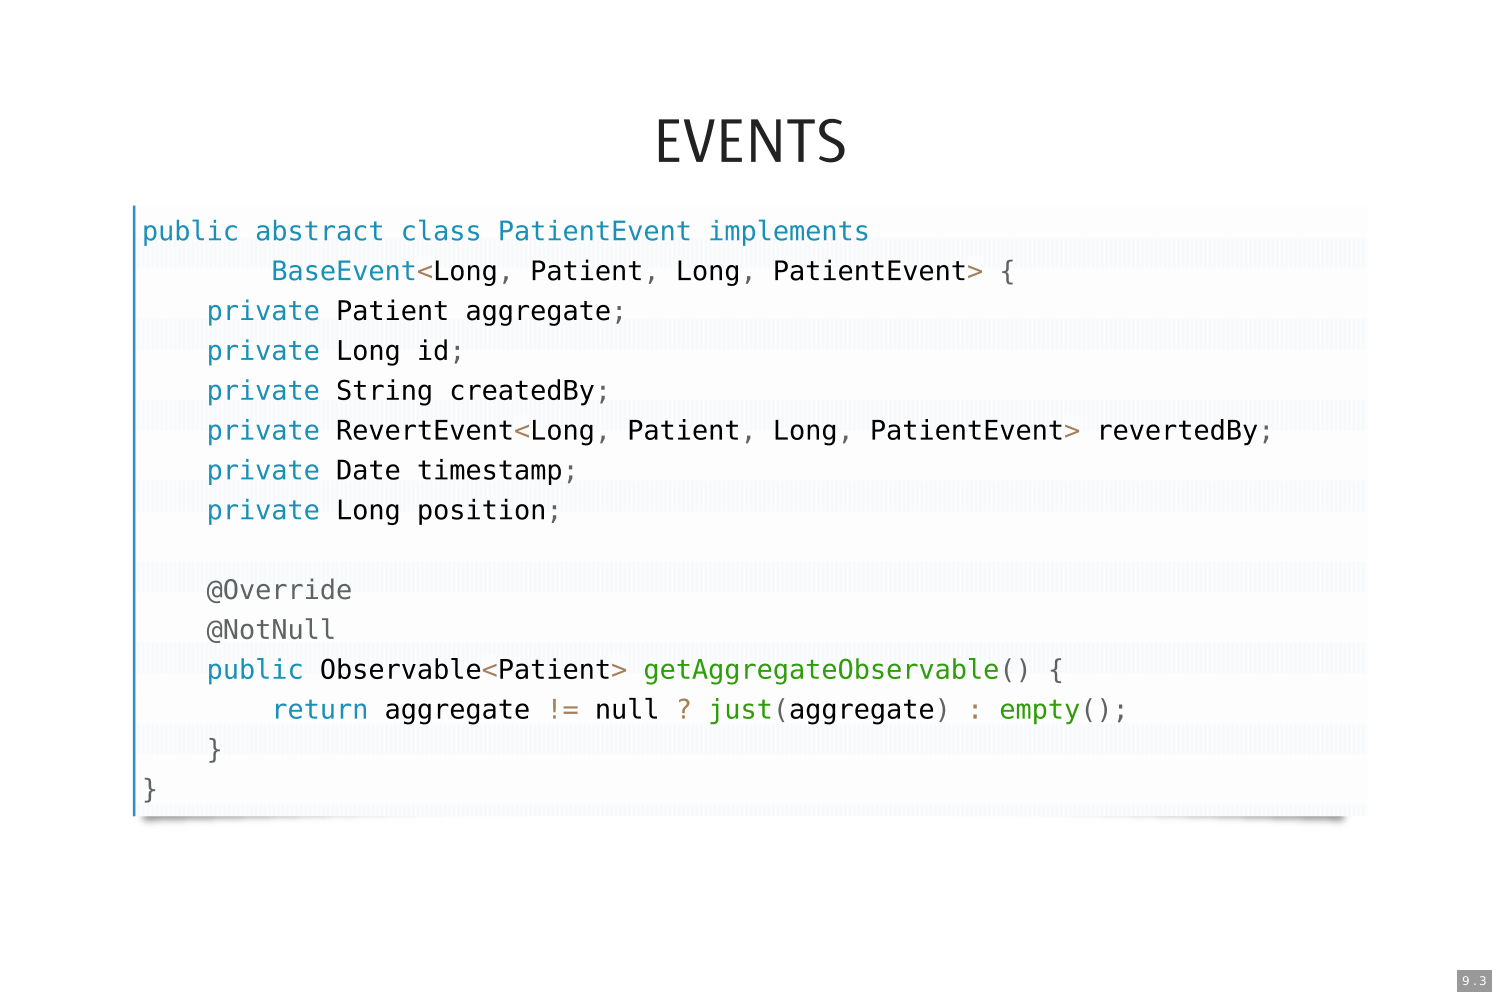 EVENTS
public abstract class PatientEvent implements
        BaseEvent<Long, Patient, Long, PatientEvent> {
    private Patient aggregate;
    private Long id;
    private String createdBy;
    private RevertEvent<Long, Patient, Long, PatientEvent> revertedBy;
    private Date timestamp;
    private Long position;

    @Override
    @NotNull
    public Observable<Patient> getAggregateObservable() {
        return aggregate != null ? just(aggregate) : empty();
    }
}
9.3